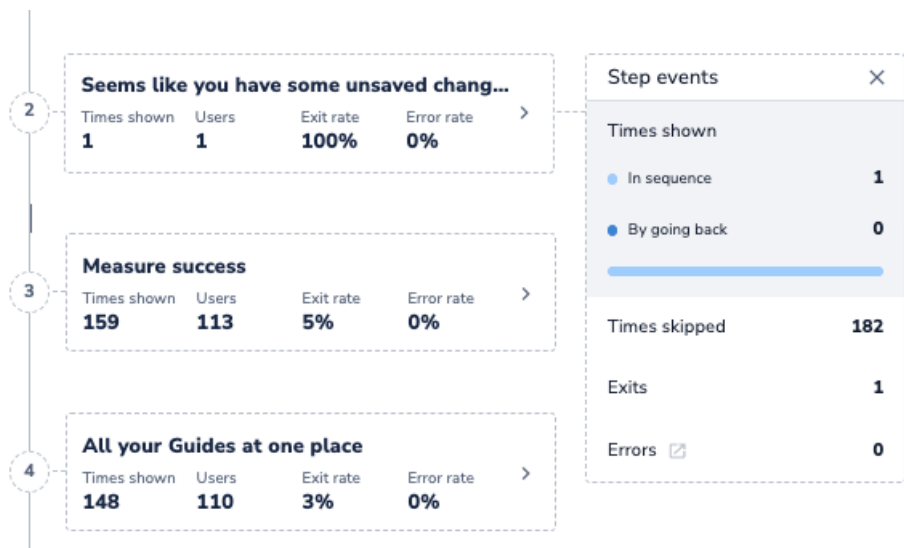 2
Seems like you have some unsaved chang...
Times shown Users Exit rate Error rate
1 1 100% 0%
3
Measure success
Times shown Users Exit rate Error rate
159 113 5% 0%
4
All your Guides at one place
Times shown Users Exit rate Error rate
148 110 3% 0%
Step events
Times shown
In sequence 1
By going back 0
Times skipped 182
Exits 1
Errors 0